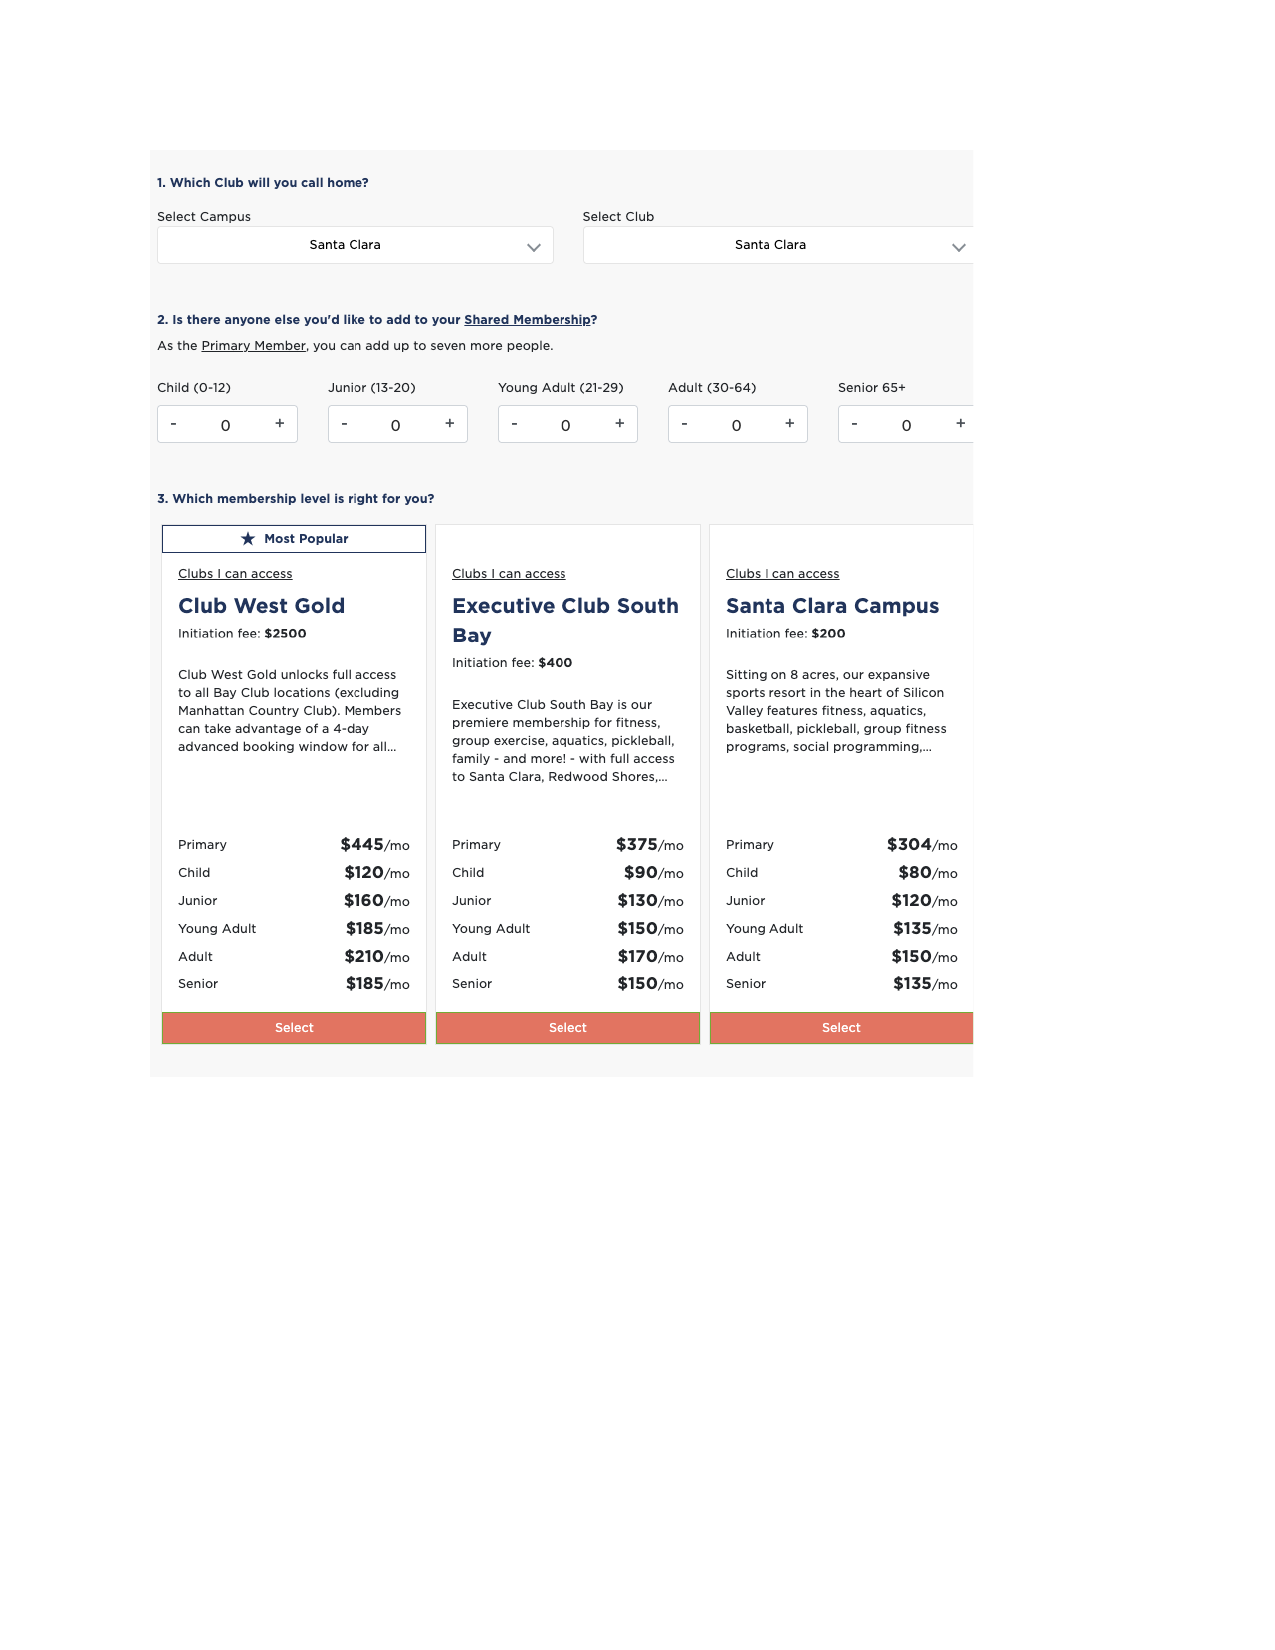 1. Which Club will you call home?
Select Campus
Select Club
Santa Clara
Santa Clara
2. Is there anyone else you'd like to add to your Shared Membership?
As the Primary Member, you can add up to seven more people.
Child (0-12)
Junior (13-20)
Young Adult (21-29)
Adult (30-64)
Senior 65+
- 0 +
- 0 +
- 0 +
- 0 +
- 0 +
3. Which membership level is right for you?
★ Most Popular
Clubs I can access
Club West Gold
Initiation fee: $2500
Club West Gold unlocks full access
to all Bay Club locations (excluding
Manhattan Country Club). Members
can take advantage of a 4-day
advanced booking window for all...
Primary $445/mo
Child $120/mo
Junior $160/mo
Young Adult $185/mo
Adult $210/mo
Senior $185/mo
Select
Clubs I can access
Executive Club South
Bay
Initiation fee: $400
Executive Club South Bay is our
premiere membership for fitness,
group exercise, aquatics, pickleball,
family - and more! - with full access
to Santa Clara, Redwood Shores,...
Primary $375/mo
Child $90/mo
Junior $130/mo
Young Adult $150/mo
Adult $170/mo
Senior $150/mo
Select
Clubs I can access
Santa Clara Campus
Initiation fee: $200
Sitting on 8 acres, our expansive
sports resort in the heart of Silicon
Valley features fitness, aquatics,
basketball, pickleball, group fitness
programs, social programming,...
Primary $304/mo
Child $80/mo
Junior $120/mo
Young Adult $135/mo
Adult $150/mo
Senior $135/mo
Select